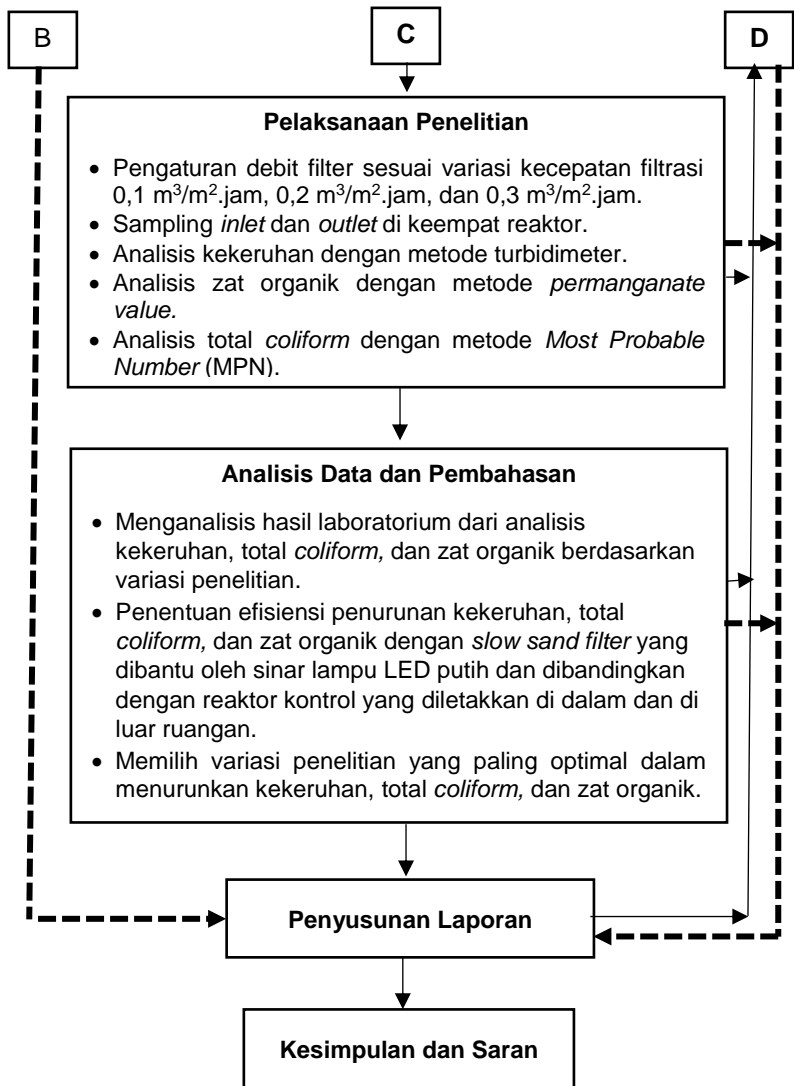 B
C
D
Pelaksanaan Penelitian
• Pengaturan debit filter sesuai variasi kecepatan filtrasi
0,1 m³/m².jam, 0,2 m³/m².jam, dan 0,3 m³/m².jam.
• Sampling inlet dan outlet di keempat reaktor.
• Analisis kekeruhan dengan metode turbidimeter.
• Analisis zat organik dengan metode permanganate
value.
• Analisis total coliform dengan metode Most Probable
Number (MPN).
Analisis Data dan Pembahasan
• Menganalisis hasil laboratorium dari analisis
kekeruhan, total coliform, dan zat organik berdasarkan
variasi penelitian.
• Penentuan efisiensi penurunan kekeruhan, total
coliform, dan zat organik dengan slow sand filter yang
dibantu oleh sinar lampu LED putih dan dibandingkan
dengan reaktor kontrol yang diletakkan di dalam dan di
luar ruangan.
• Memilih variasi penelitian yang paling optimal dalam
menurunkan kekeruhan, total coliform, dan zat organik.
Penyusunan Laporan
Kesimpulan dan Saran